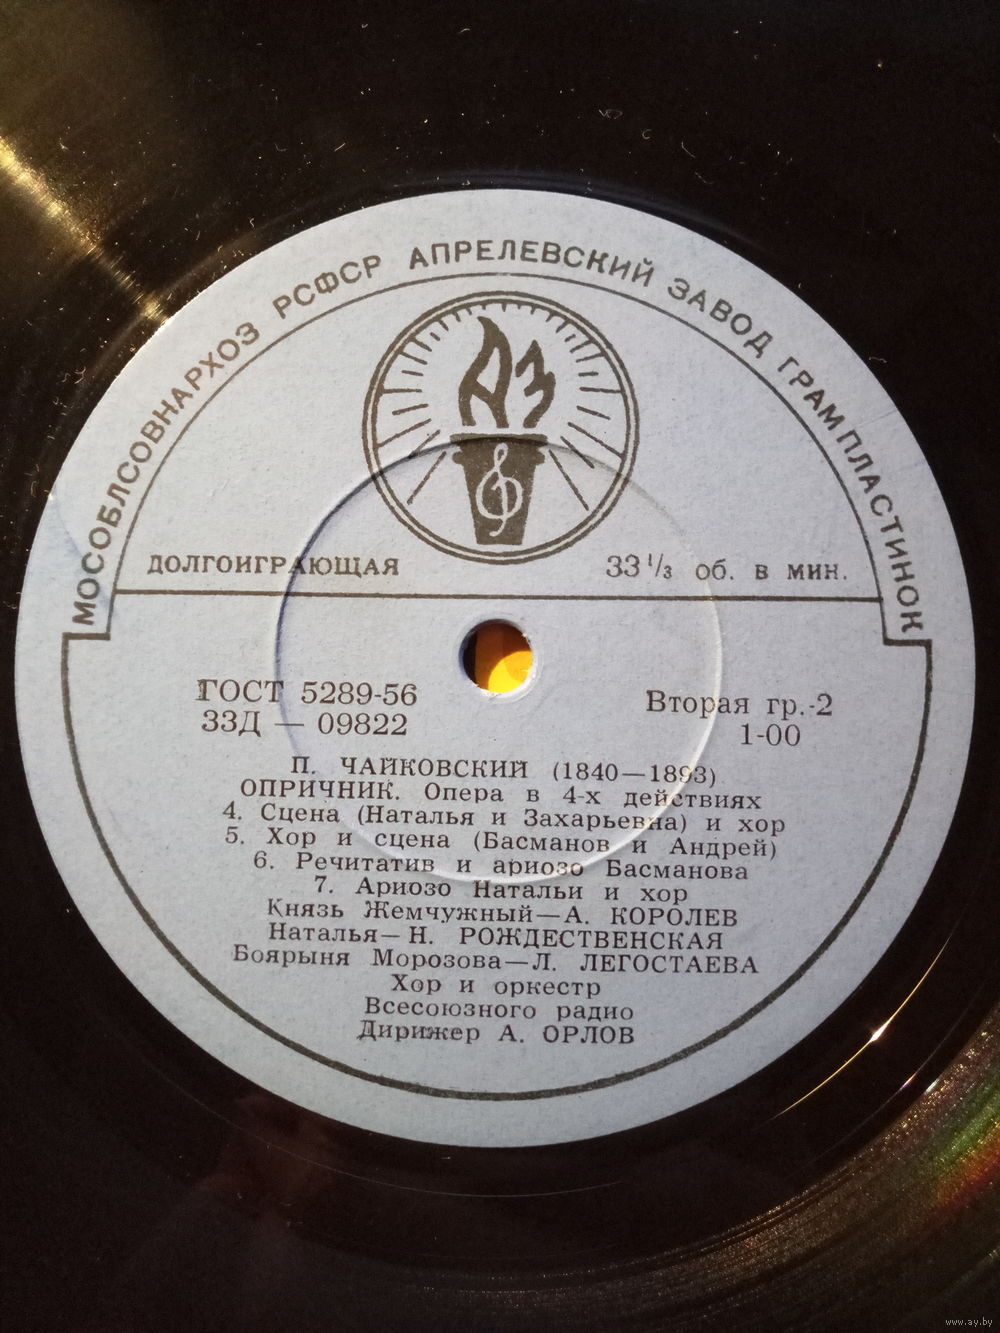 МОСОБЛСОВНАРХОЗ РСФСР АПРЕЛЕВСКИЙ ЗАВОД ГРАМПЛАСТИНОК
АЗ
ДОЛГОИГРАЮЩАЯ 33 1/3 об. в мин.
ГОСТ 5289-56 Вторая гр.-2
33Д — 09822 1-00
П. ЧАЙКОВСКИЙ (1840—1893)
ОПРИЧНИК. Опера в 4-х действиях
4. Сцена (Наталья и Захарьевна) и хор
5. Хор и сцена (Басманов и Андрей)
6. Речитатив и ариозо Басманова
7. Ариозо Натальи и хор
Князь Жемчужный—А. КОРОЛЕВ
Наталья—Н. РОЖДЕСТВЕНСКАЯ
Боярыня Морозова—Л. ЛЕГОСТАЕВА
Хор и оркестр
Всесоюзного радио
Дирижер А. ОРЛОВ
www.ay.by